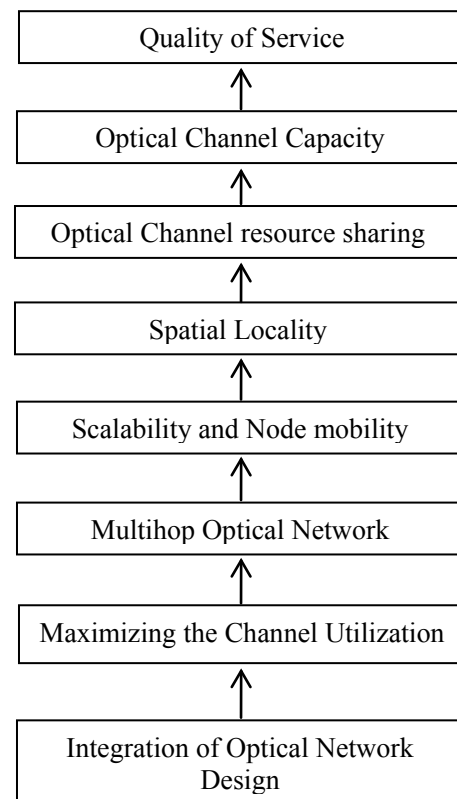 Quality of Service
Optical Channel Capacity
Optical Channel resource sharing
Spatial Locality
Scalability and Node mobility
Multihop Optical Network
Maximizing the Channel Utilization
Integration of Optical Network
Design